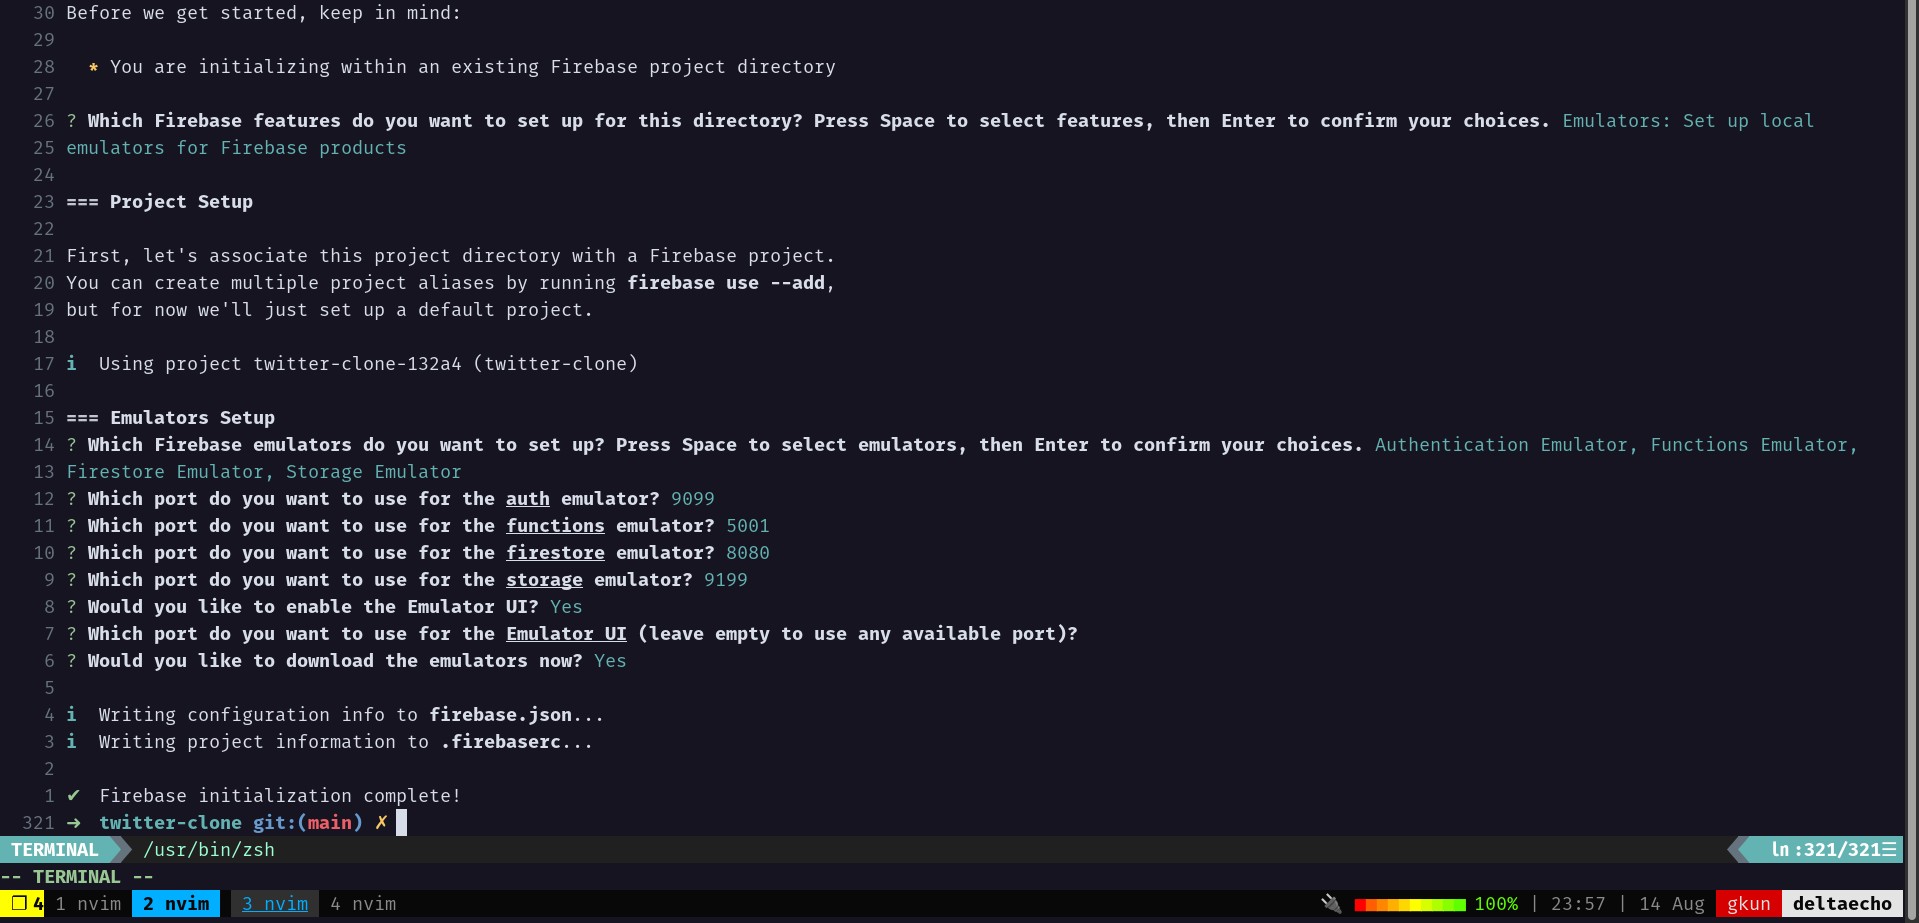 30 Before we get started, keep in mind:
29
28   * You are initializing within an existing Firebase project directory
27
26 ? Which Firebase features do you want to set up for this directory? Press Space to select features, then Enter to confirm your choices. Emulators: Set up local
25 emulators for Firebase products
24
23 === Project Setup
22
21 First, let's associate this project directory with a Firebase project.
20 You can create multiple project aliases by running firebase use --add,
19 but for now we'll just set up a default project.
18
17 i  Using project twitter-clone-132a4 (twitter-clone)
16
15 === Emulators Setup
14 ? Which Firebase emulators do you want to set up? Press Space to select emulators, then Enter to confirm your choices. Authentication Emulator, Functions Emulator,
13 Firestore Emulator, Storage Emulator
12 ? Which port do you want to use for the auth emulator? 9099
11 ? Which port do you want to use for the functions emulator? 5001
10 ? Which port do you want to use for the firestore emulator? 8080
9 ? Which port do you want to use for the storage emulator? 9199
8 ? Would you like to enable the Emulator UI? Yes
7 ? Which port do you want to use for the Emulator UI (leave empty to use any available port)?
6 ? Would you like to download the emulators now? Yes
5
4 i  Writing configuration info to firebase.json...
3 i  Writing project information to .firebaserc...
2
1 ✔  Firebase initialization complete!
321 ➜  twitter-clone git:(main) ✗
TERMINAL /usr/bin/zsh ln :321/321☰
-- TERMINAL --
❐ 4 1 nvim 2 nvim 3 nvim 4 nvim 100% | 23:57 | 14 Aug gkun deltaecho